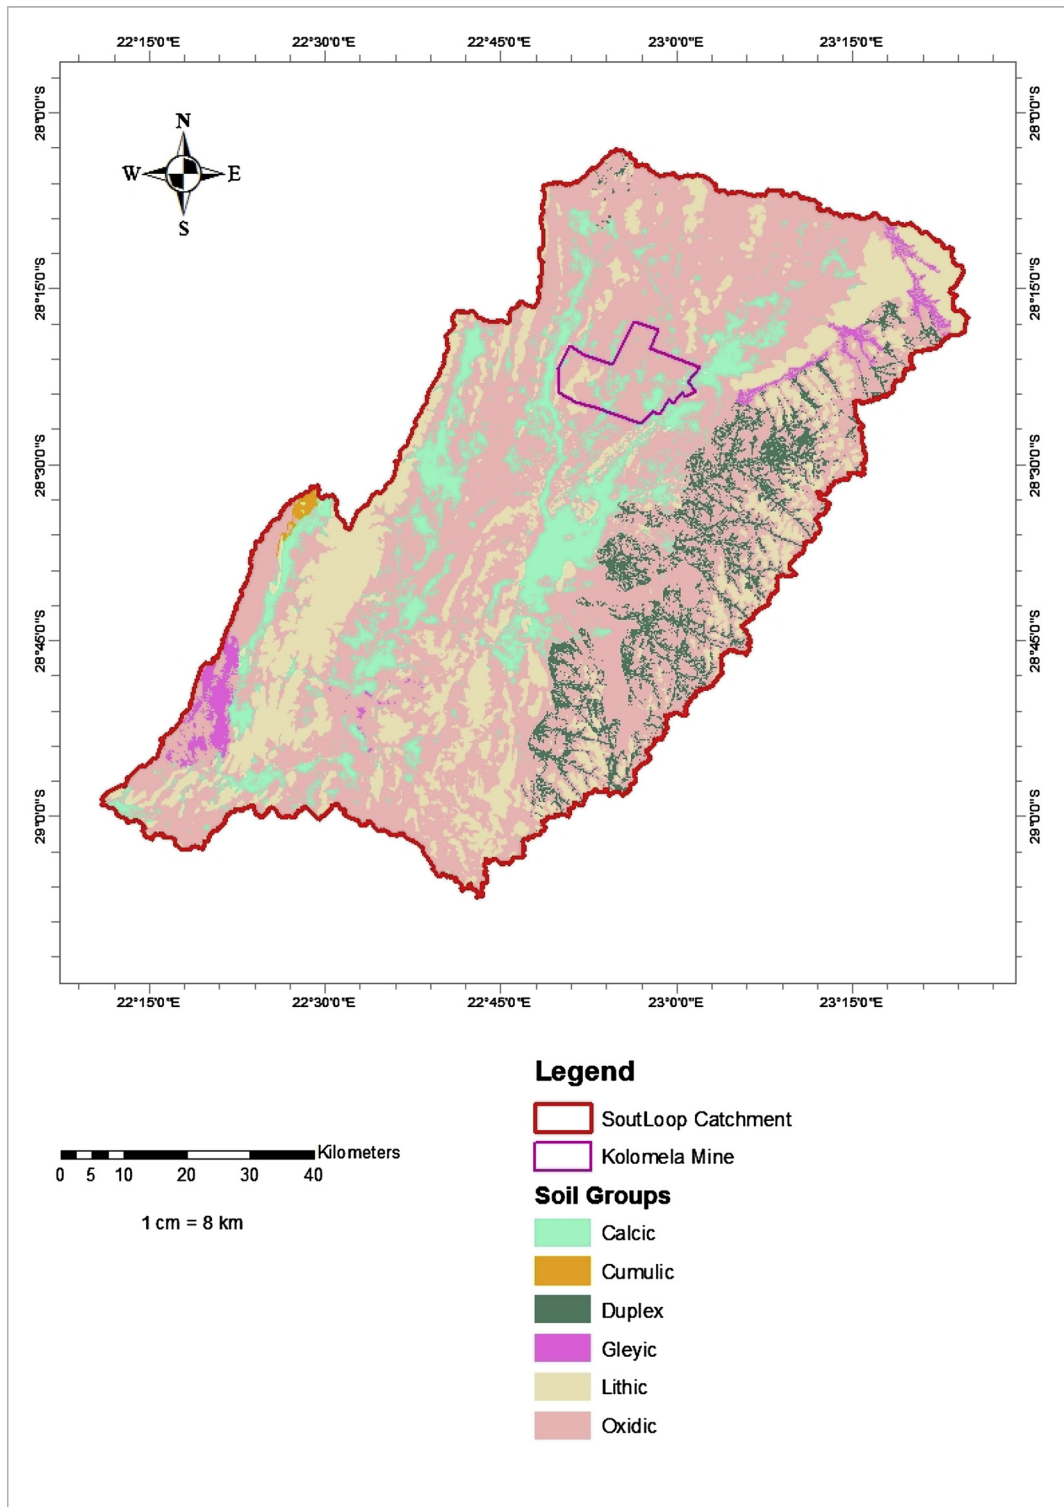 22°15'0"E 22°30'0"E 22°45'0"E 23°0'0"E 23°15'0"E
28°0'0"S 28°0'0"S
N
W E
S
28°15'0"S 28°15'0"S
28°30'0"S 28°30'0"S
28°45'0"S 28°45'0"S
29°0'0"S 29°0'0"S
22°15'0"E 22°30'0"E 22°45'0"E 23°0'0"E 23°15'0"E
Legend
SoutLoop Catchment
Kolomela Mine
Kilometers
0 5 10 20 30 40
1 cm = 8 km
Soil Groups
Calcic
Cumulic
Duplex
Gleyic
Lithic
Oxidic